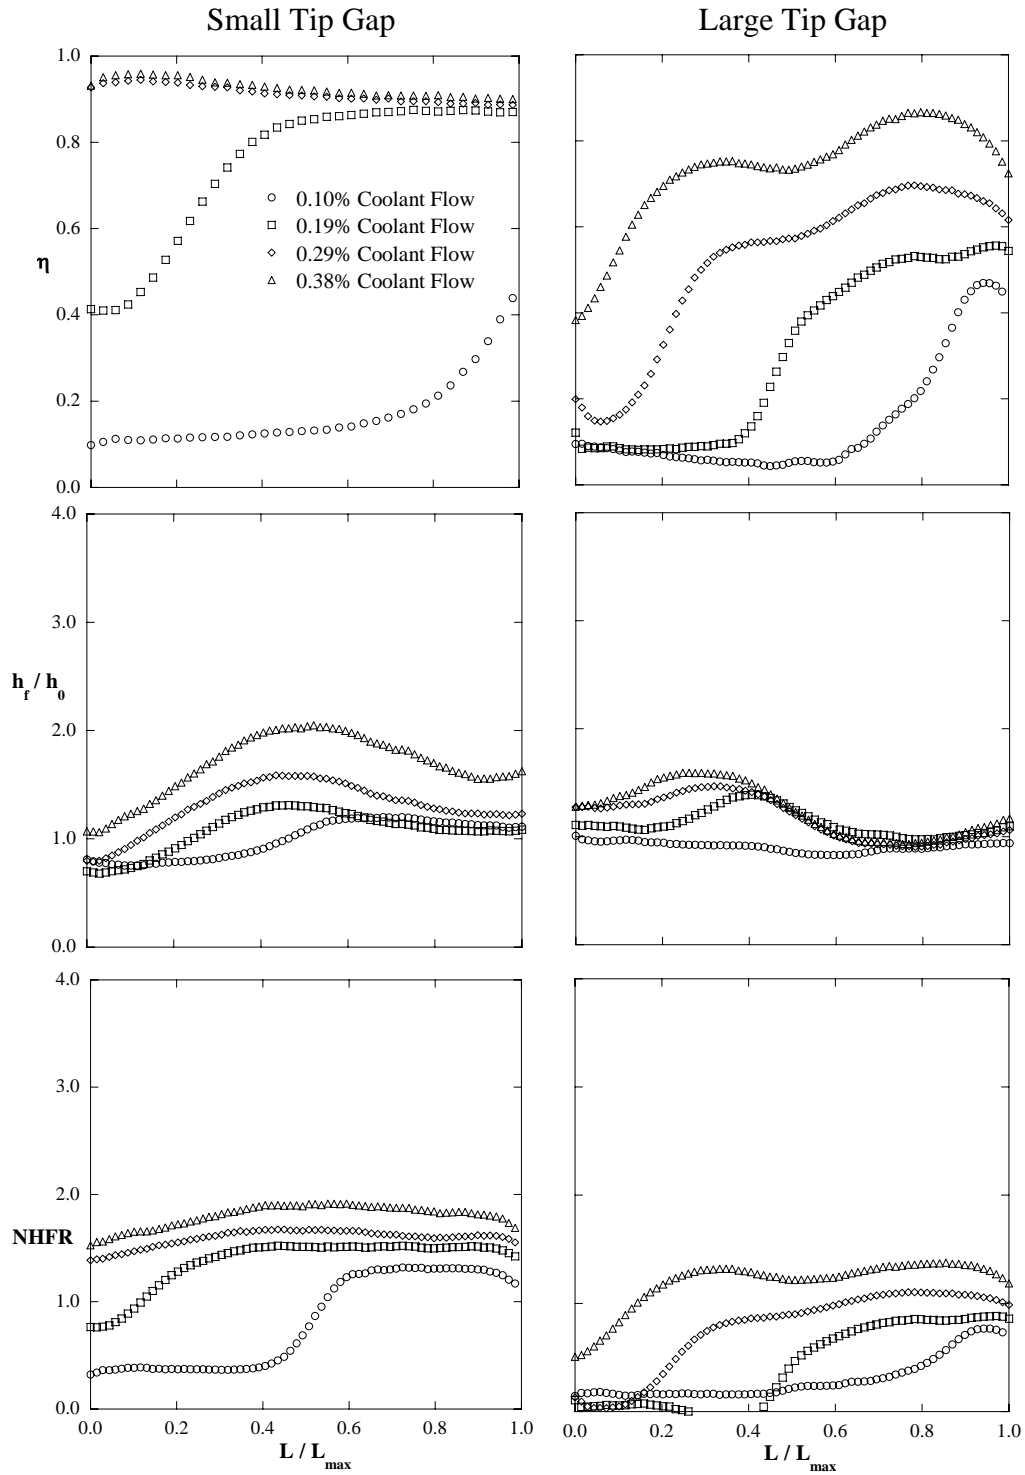 Small Tip Gap
Large Tip Gap
1.0
0.8
0.10% Coolant Flow
0.19% Coolant Flow
0.6
0.29% Coolant Flow
η
0.38% Coolant Flow
0.4
0.2
0.0
4.0
3.0
h_f / h_0
2.0
1.0
0.0
4.0
3.0
2.0
NHFR
1.0
0.0
0.0 0.2 0.4 0.6 0.8 1.0
L / L_max
0.0 0.2 0.4 0.6 0.8 1.0
L / L_max